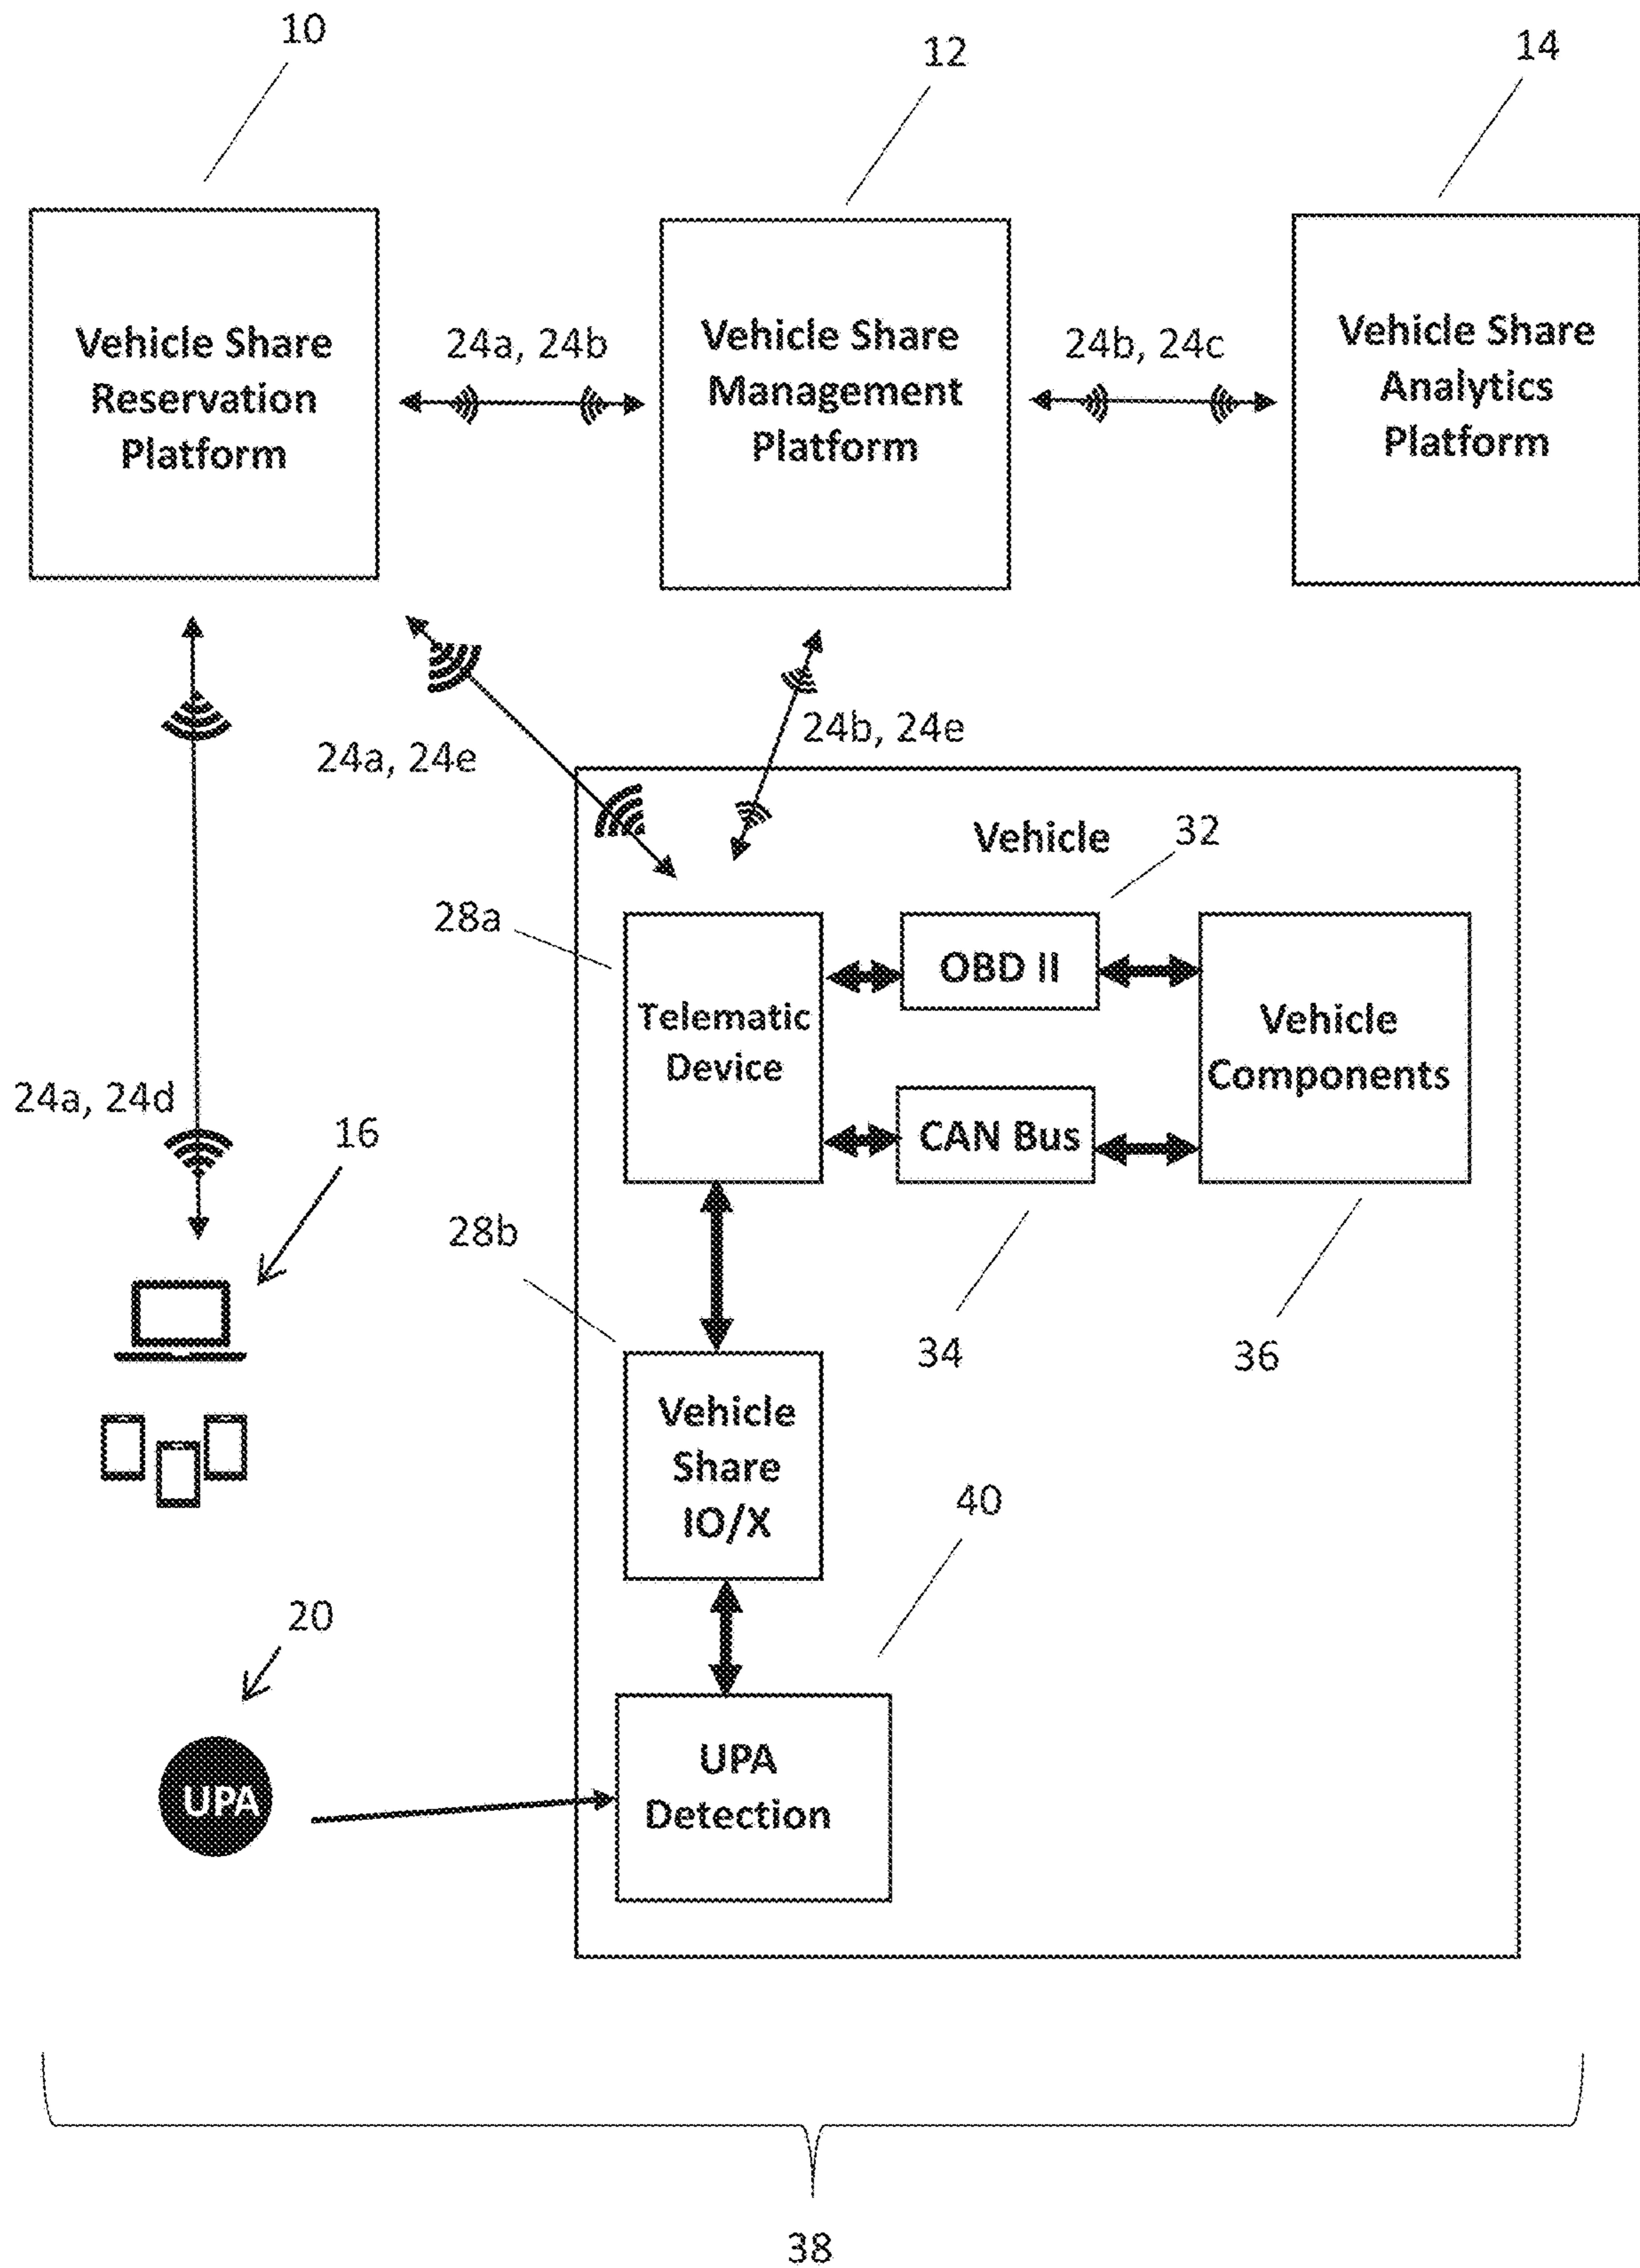 10
12
14
Vehicle Share
Reservation
Platform
24a, 24b
Vehicle Share
Management
Platform
24b, 24c
Vehicle Share
Analytics
Platform
24a, 24e
24b, 24e
Vehicle
32
28a
Telematic
Device
OBD II
Vehicle
Components
24a, 24d
16
CAN Bus
28b
34
36
Vehicle
Share
IO/X
40
20
UPA
UPA
Detection
38